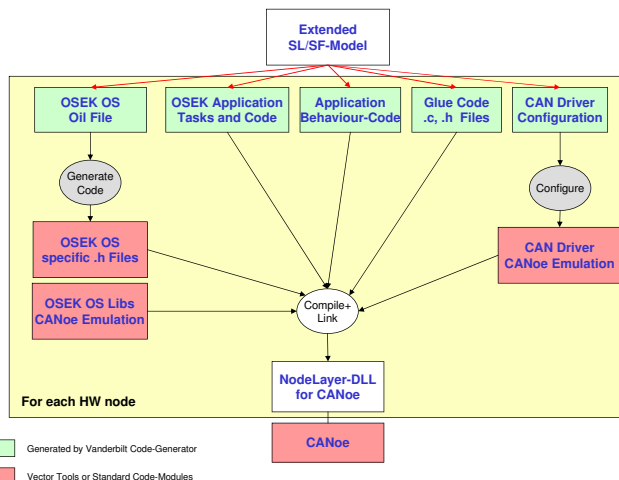 Extended
SL/SF-Model
OSEK OS
Oil File
OSEK Application
Tasks and Code
Application
Behaviour-Code
Glue Code
.c, .h Files
CAN Driver
Configuration
Generate
Code
Configure
OSEK OS
specific .h Files
CAN Driver
CANoe Emulation
OSEK OS Libs
CANoe Emulation
Compile+
Link
NodeLayer-DLL
for CANoe
For each HW node
CANoe
Generated by Vanderbilt Code-Generator
Vector Tools or Standard Code-Modules